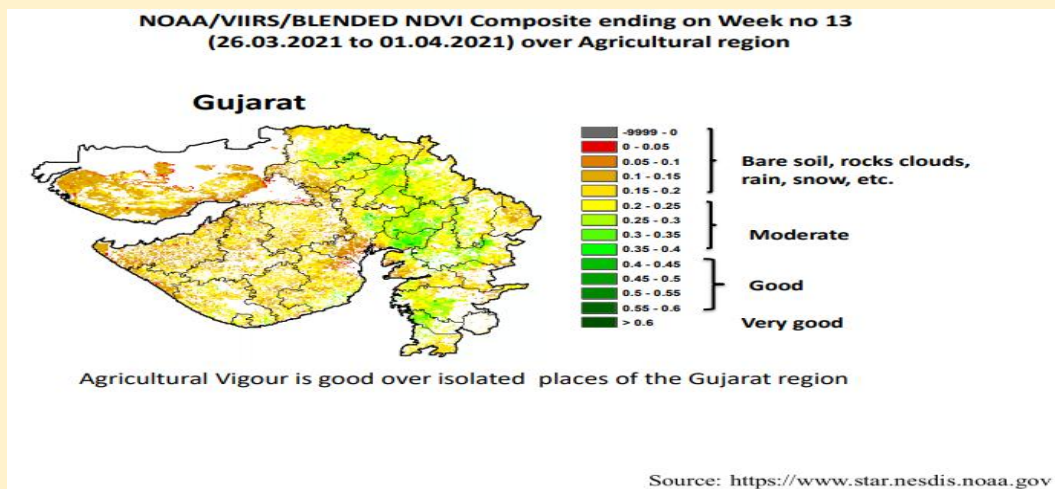 NOAA/VIIRS/BLENDED NDVI Composite ending on Week no 13
(26.03.2021 to 01.04.2021) over Agricultural region
Gujarat
-9999 - 0
0 - 0.05
0.05 - 0.1
0.1 - 0.15
0.15 - 0.2
0.2 - 0.25
0.25 - 0.3
0.3 - 0.35
0.35 - 0.4
0.4 - 0.45
0.45 - 0.5
0.5 - 0.55
0.55 - 0.6
> 0.6
Bare soil, rocks clouds,
rain, snow, etc.
Moderate
Good
Very good
Agricultural Vigour is good over isolated places of the Gujarat region
Source: https://www.star.nesdis.noaa.gov